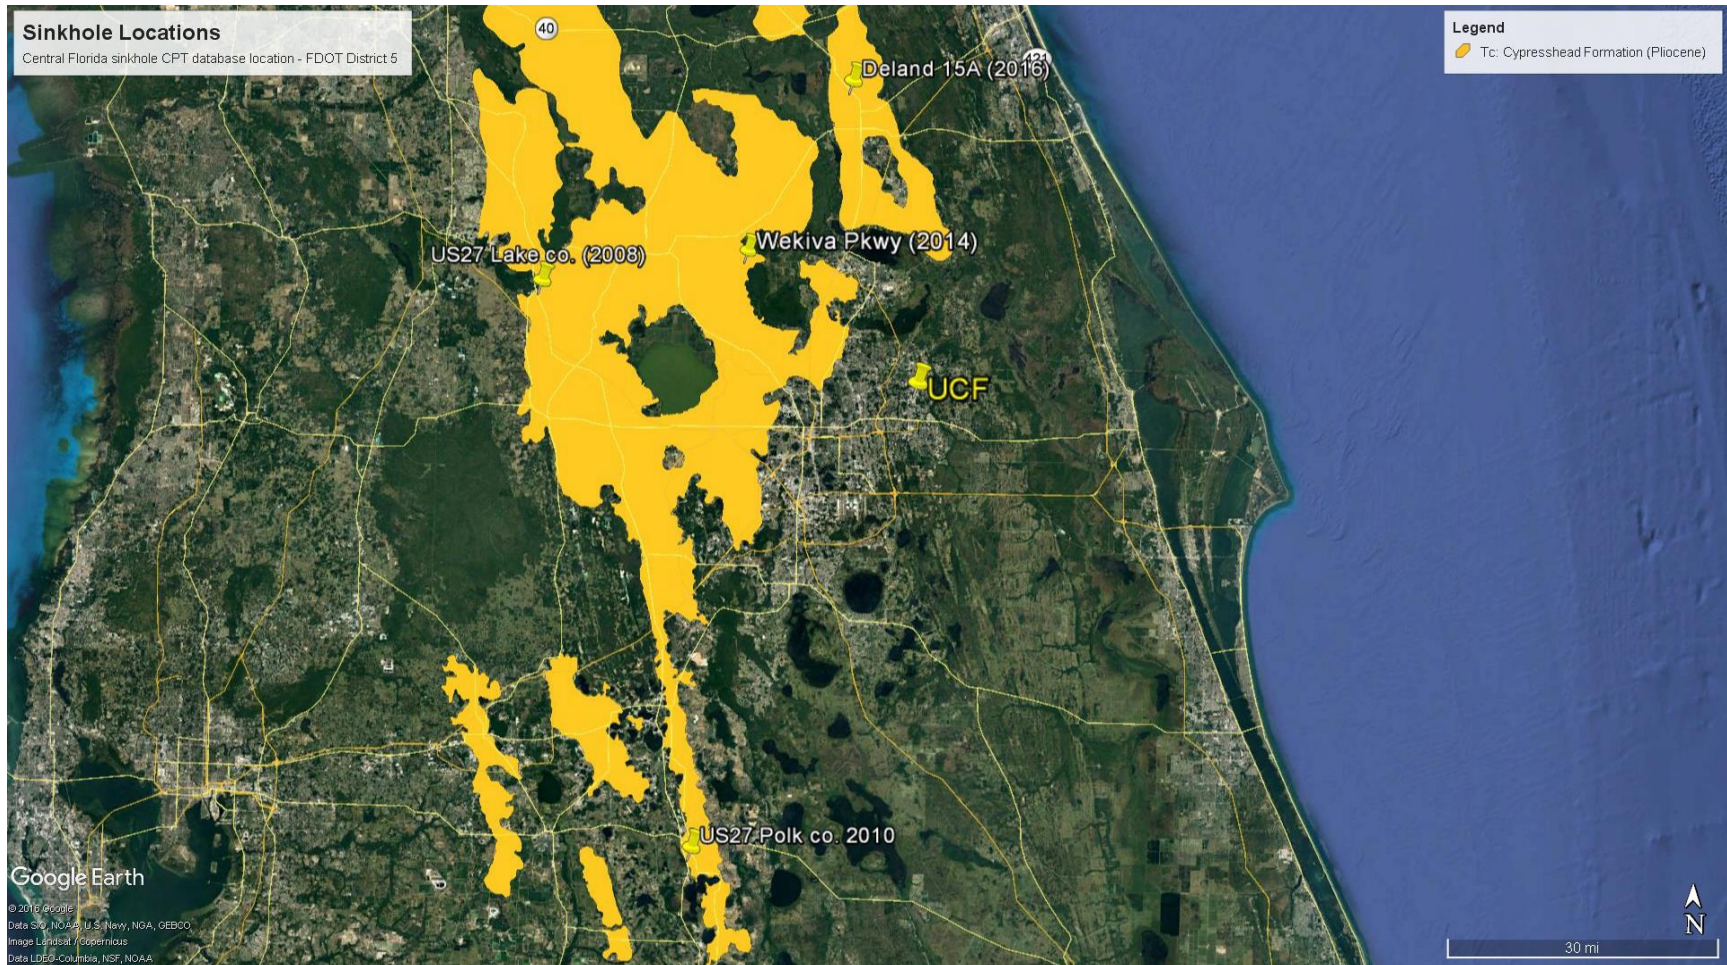 Sinkhole Locations
Central Florida sinkhole CPT database location - FDOT District 5
Legend
Tc: Cypresshead Formation (Pliocene)
40
Deland 15A (2016)
US27 Lake co. (2008)
Wekiva Pkwy (2014)
UCF
US27 Polk co. 2010
Google Earth
© 2016 Google
Data SIO, NOAA, U.S. Navy, NGA, GEBCO
Image Landsat / Copernicus
Data LDEO-Columbia, NSF, NOAA
N
30 mi